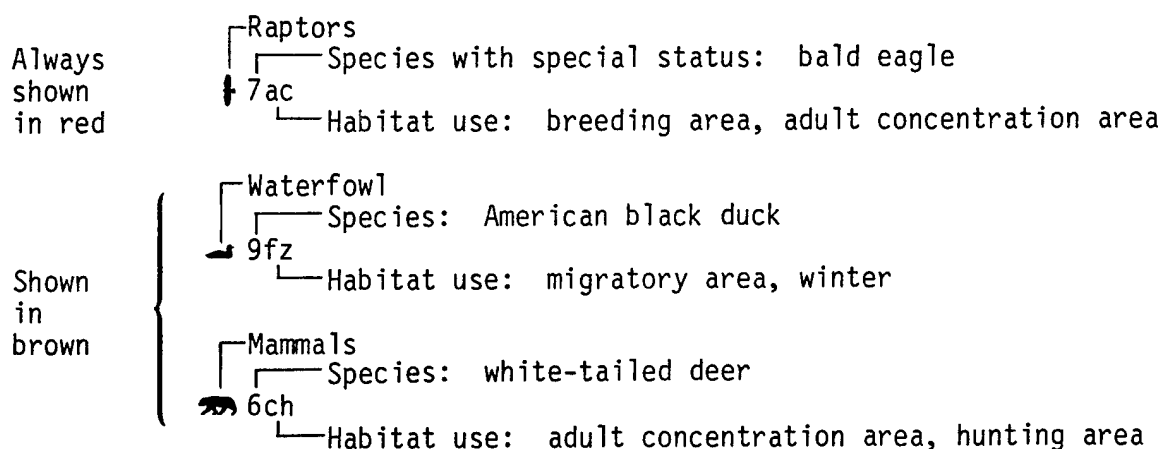 Raptors
Always Species with special status: bald eagle
shown 7ac
in red Habitat use: breeding area, adult concentration area
Waterfowl
Species: American black duck
9fz
Shown Habitat use: migratory area, winter
in
brown Mammals
Species: white-tailed deer
6ch
Habitat use: adult concentration area, hunting area